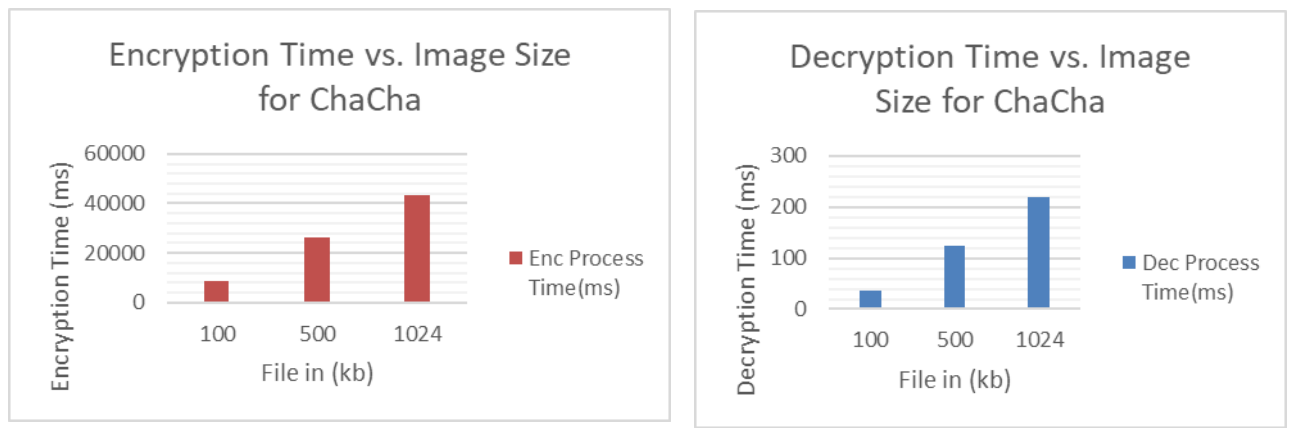 Encryption Time vs. Image Size
for ChaCha
Encryption Time (ms)
60000
40000
20000
0
100 500 1024
File in (kb)
Enc Process
Time(ms)
Decryption Time vs. Image
Size for ChaCha
Decryption Time (ms)
300
200
100
0
100 500 1024
File in (kb)
Dec Process
Time(ms)